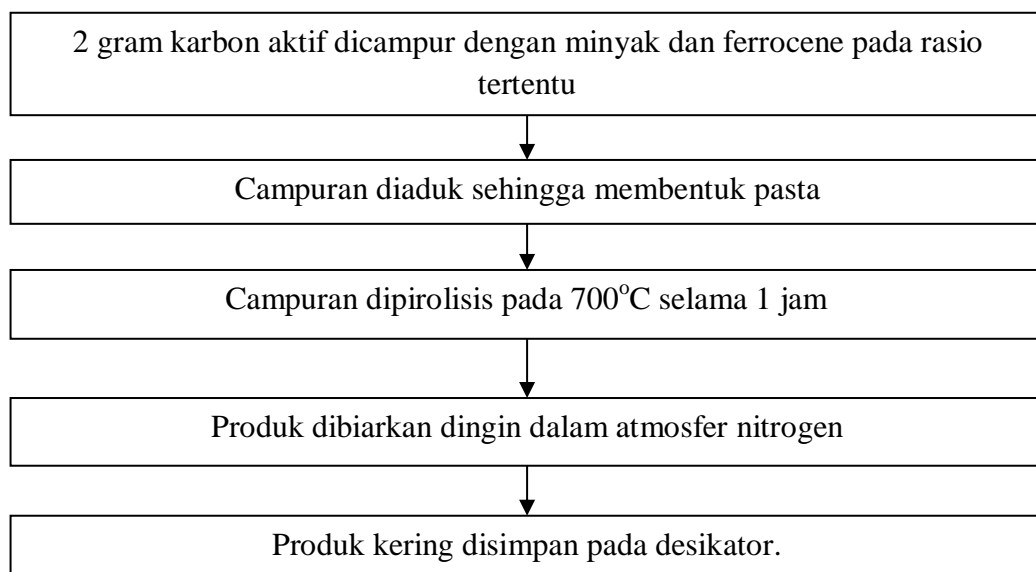 2 gram karbon aktif dicampur dengan minyak dan ferrocene pada rasio
tertentu
Campuran diaduk sehingga membentuk pasta
Campuran dipirolisis pada 700°C selama 1 jam
Produk dibiarkan dingin dalam atmosfer nitrogen
Produk kering disimpan pada desikator.